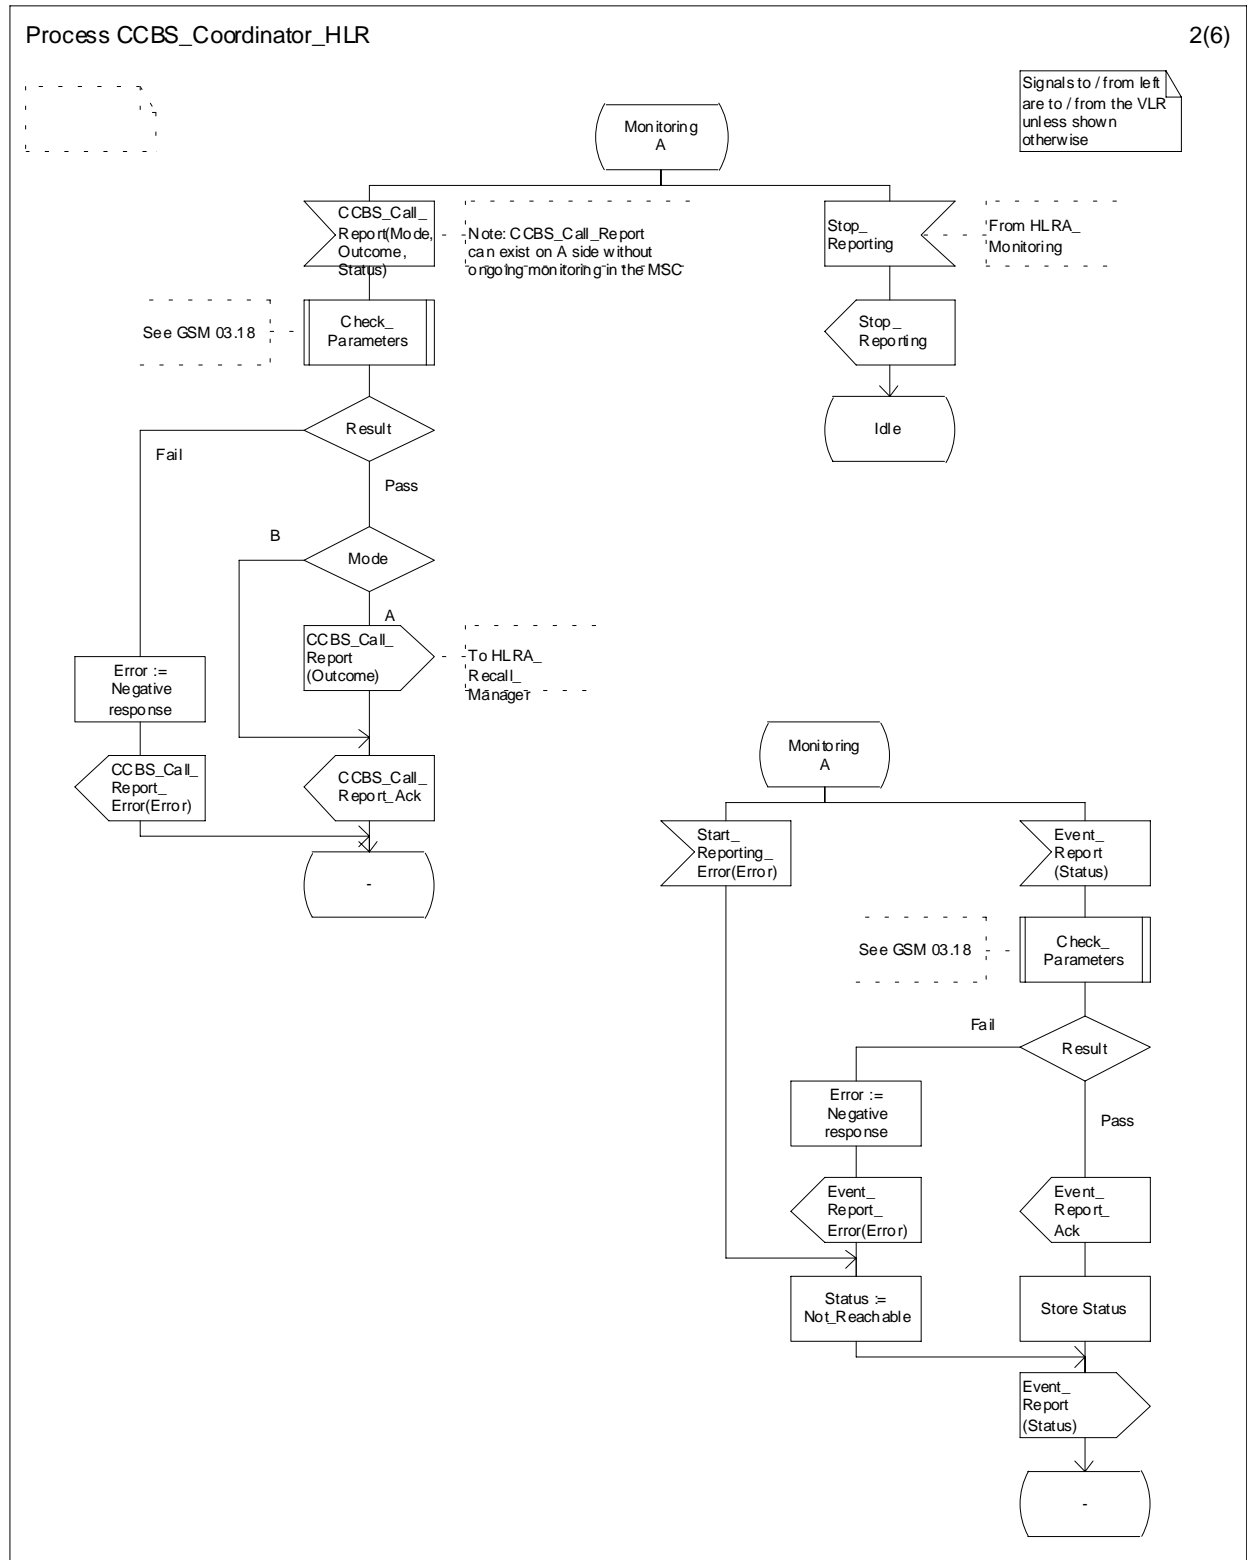 Process CCBS_Coordinator_HLR
2(6)
Signals to / from left
are to / from the VLR
unless shown
otherwise
Monitoring
A
CCBS_Call_
Report(Mode,
Outcome,
Status)
Note: CCBS_Call_Report
can exist on A side without
ongoing monitoring in the MSC
Stop_
Reporting
From HLRA_
Monitoring
See GSM 03.18
Check_
Parameters
Stop_
Reporting
Result
Idle
Fail
Pass
B
Mode
A
CCBS_Call_
Report
(Outcome)
To HLRA_
Recall_
Manager
Error :=
Negative
response
CCBS_Call_
Report_
Error(Error)
CCBS_Call_
Report_Ack
-
Monitoring
A
Start_
Reporting_
Error(Error)
Event_
Report
(Status)
See GSM 03.18
Check_
Parameters
Fail
Result
Error :=
Negative
response
Pass
Event_
Report_
Error(Error)
Event_
Report_
Ack
Status :=
Not_Reachable
Store Status
Event_
Report
(Status)
-